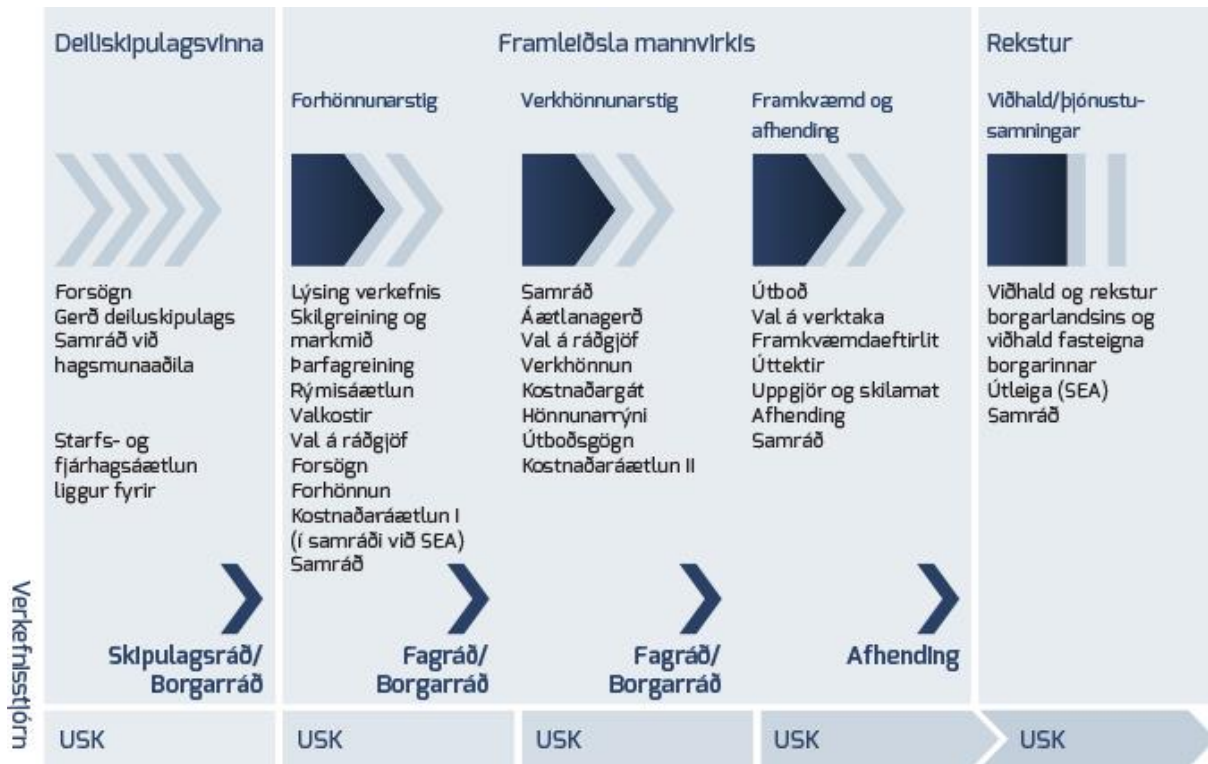 Deiliskipulagsvinna
Forsögn
Gerð deiluskipulags
Samráð við
hagsmunaaðila
Starfs- og
fjárhagsáætlun
liggur fyrir
Skipulagsráð/
Borgarráð
Framleiðsla mannvirkis
Forhönnunarstig
Lýsing verkefnis
Skilgreining og
markmið
Þarfagreining
Rýmisáætlun
Valkostir
Val á ráðgjöf
Forsögn
Forhönnun
Kostnaðaráætlun I
(í samráði við SEA)
Samráð
Fagráð/
Borgarráð
Verkhönnunarstig
Samráð
Áætlanagerð
Val á ráðgjöf
Verkhönnun
Kostnaðargát
Hönnunarrýni
Útboðsgögn
Kostnaðaráætlun II
Fagráð/
Borgarráð
Framkvæmd og
afhending
Útboð
Val á verktaka
Framkvæmdaeftirlit
Úttektir
Uppgjör og skilamat
Afhending
Samráð
Afhending
Rekstur
Viðhald/þjónustu-
samningar
Viðhald og rekstur
borgarlandsins og
viðhald fasteigna
borgarinnar
Útleiga (SEA)
Samráð
Verkefnisstjórn
USK
USK
USK
USK
USK